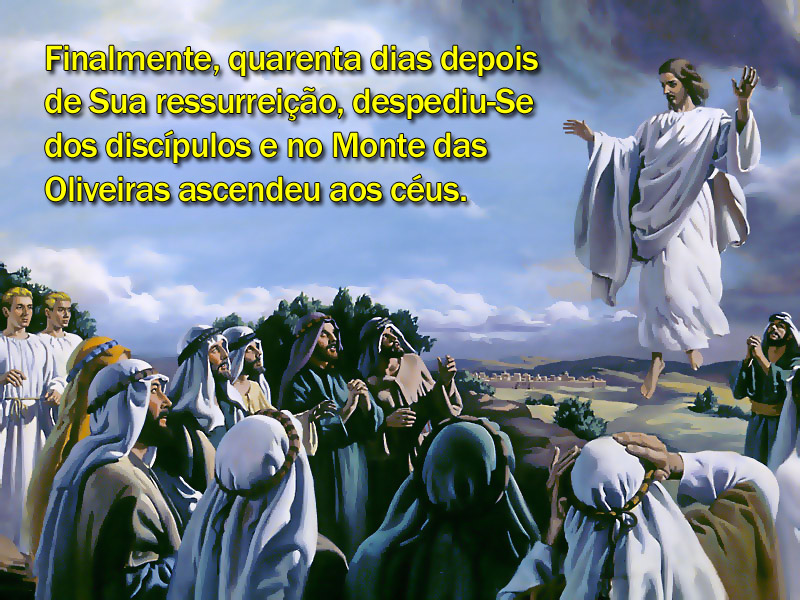 Finalmente, quarenta dias depois
de Sua ressurreição, despediu-Se
dos discípulos e no Monte das
Oliveiras ascendeu aos céus.